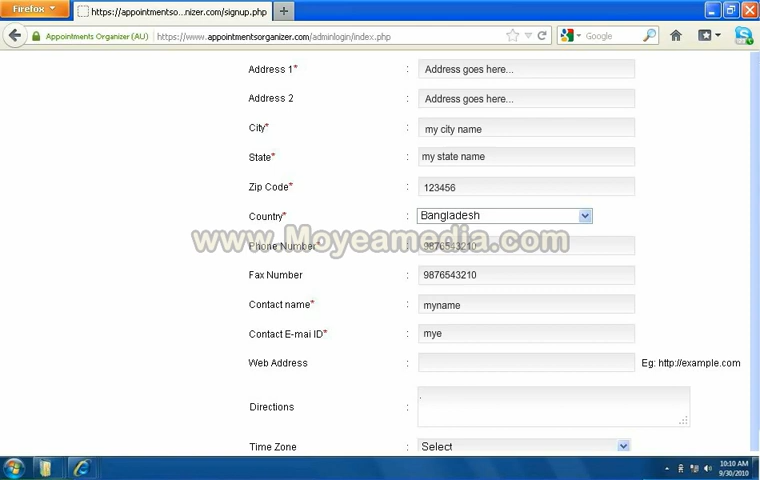 Firefox
https://appointmentso...nizer.com/signup.php
Appointments Organizer (AU) https://www.appointmentsorganizer.com/adminlogin/index.php Google
Address 1* : Address goes here...
Address 2 : Address goes here...
City* : my city name
State* : my state name
Zip Code* : 123456
Country* : Bangladesh
www.Moyeamedia.com
Phone Number* : 9876543210
Fax Number : 9876543210
Contact name* : myname
Contact E-mai ID* : mye
Web Address : Eg: http://example.com
Directions : .
Time Zone : Select
10:10 AM
9/30/2010